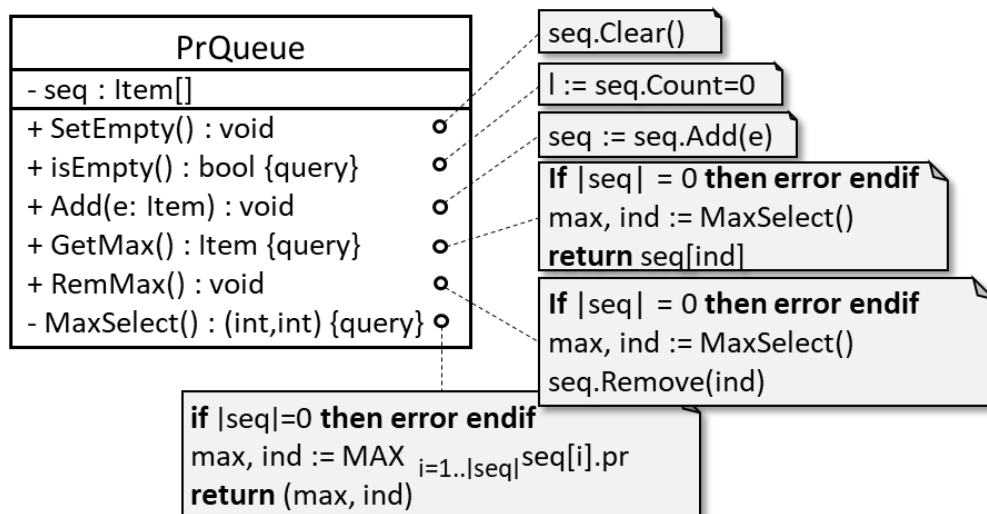 PrQueue
- seq : Item[]
+ SetEmpty() : void
+ isEmpty() : bool {query}
+ Add(e: Item) : void
+ GetMax() : Item {query}
+ RemMax() : void
- MaxSelect() : (int,int) {query}
seq.Clear()
l := seq.Count=0
seq := seq.Add(e)
If |seq| = 0 then error endif
max, ind := MaxSelect()
return seq[ind]
If |seq| = 0 then error endif
max, ind := MaxSelect()
seq.Remove(ind)
if |seq|=0 then error endif
max, ind := MAX i=1..|seq| seq[i].pr
return (max, ind)